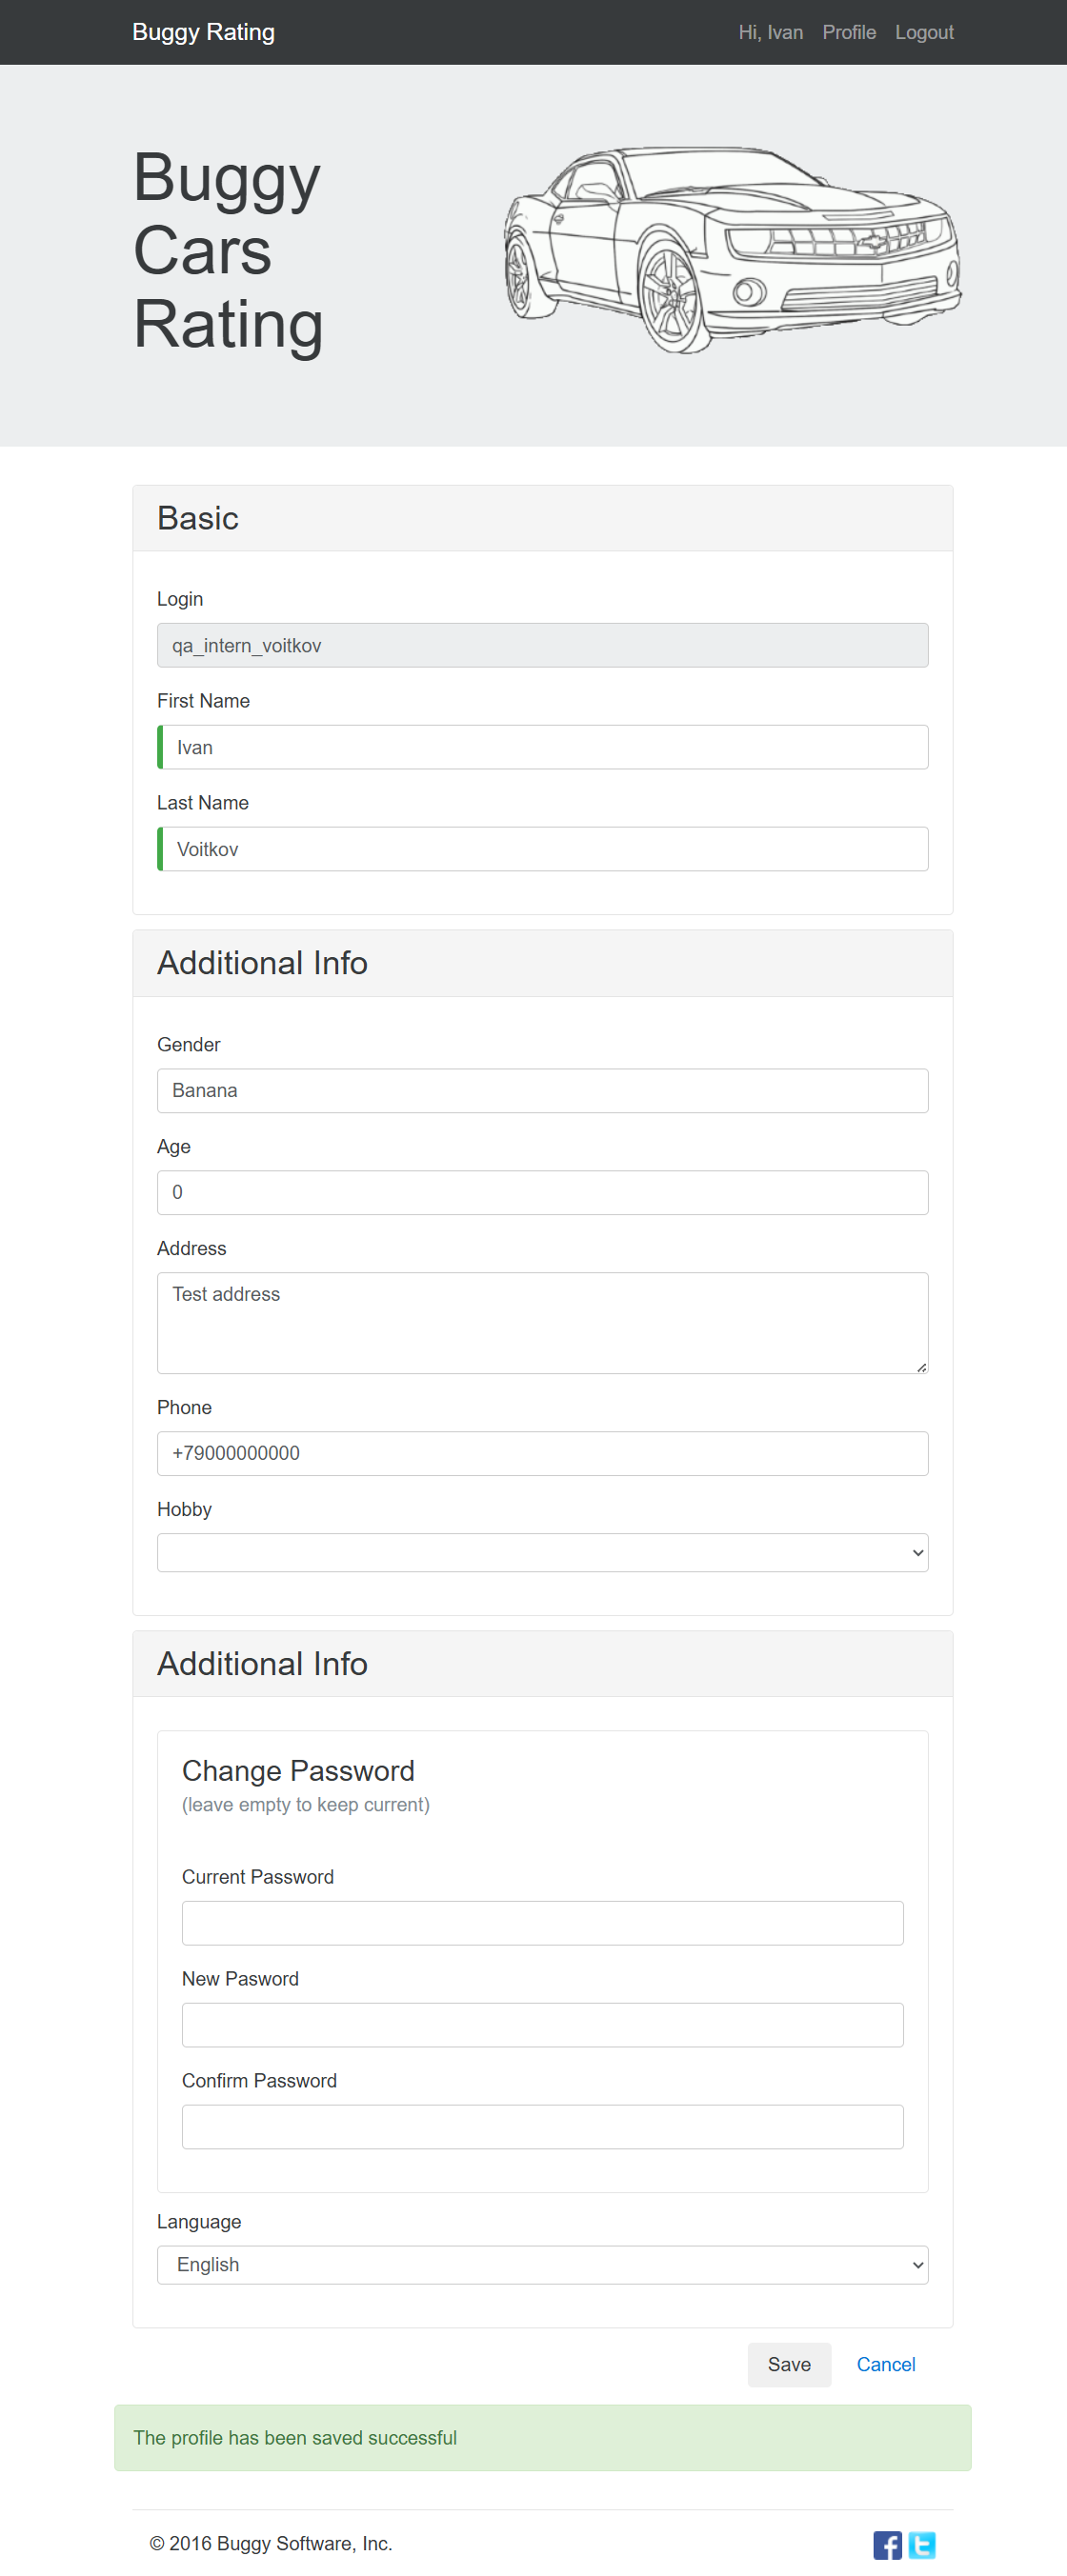 Buggy Rating
Hi, Ivan Profile Logout
Buggy
Cars
Rating
Basic
Login
qa_intern_voitkov
First Name
Ivan
Last Name
Voitkov
Additional Info
Gender
Banana
Age
0
Address
Test address
Phone
+79000000000
Hobby
Additional Info
Change Password
(leave empty to keep current)
Current Password
New Pasword
Confirm Password
Language
English
Save Cancel
The profile has been saved successful
© 2016 Buggy Software, Inc.